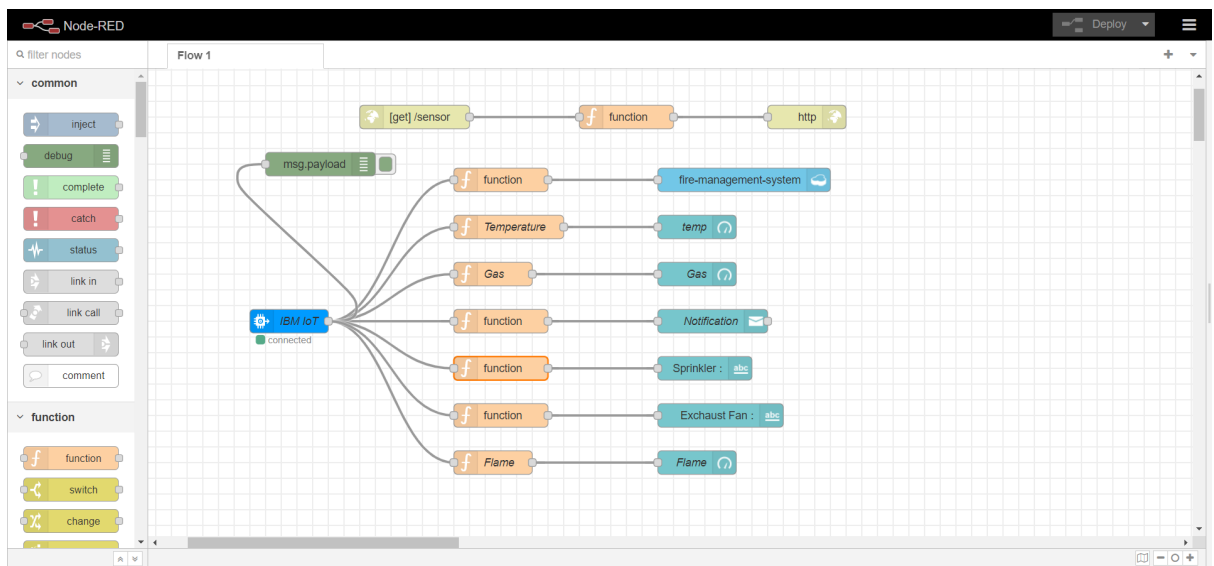 Node-RED
Deploy
filter nodes
Flow 1
common
inject
debug
complete
catch
status
link in
link call
link out
comment
function
function
switch
change
[get] /sensor
function
http
msg.payload
function
fire-management-system
Temperature
temp
Gas
Gas
IBM IoT
connected
function
Notification
function
Sprinkler :
abc
function
Exchaust Fan :
abc
Flame
Flame